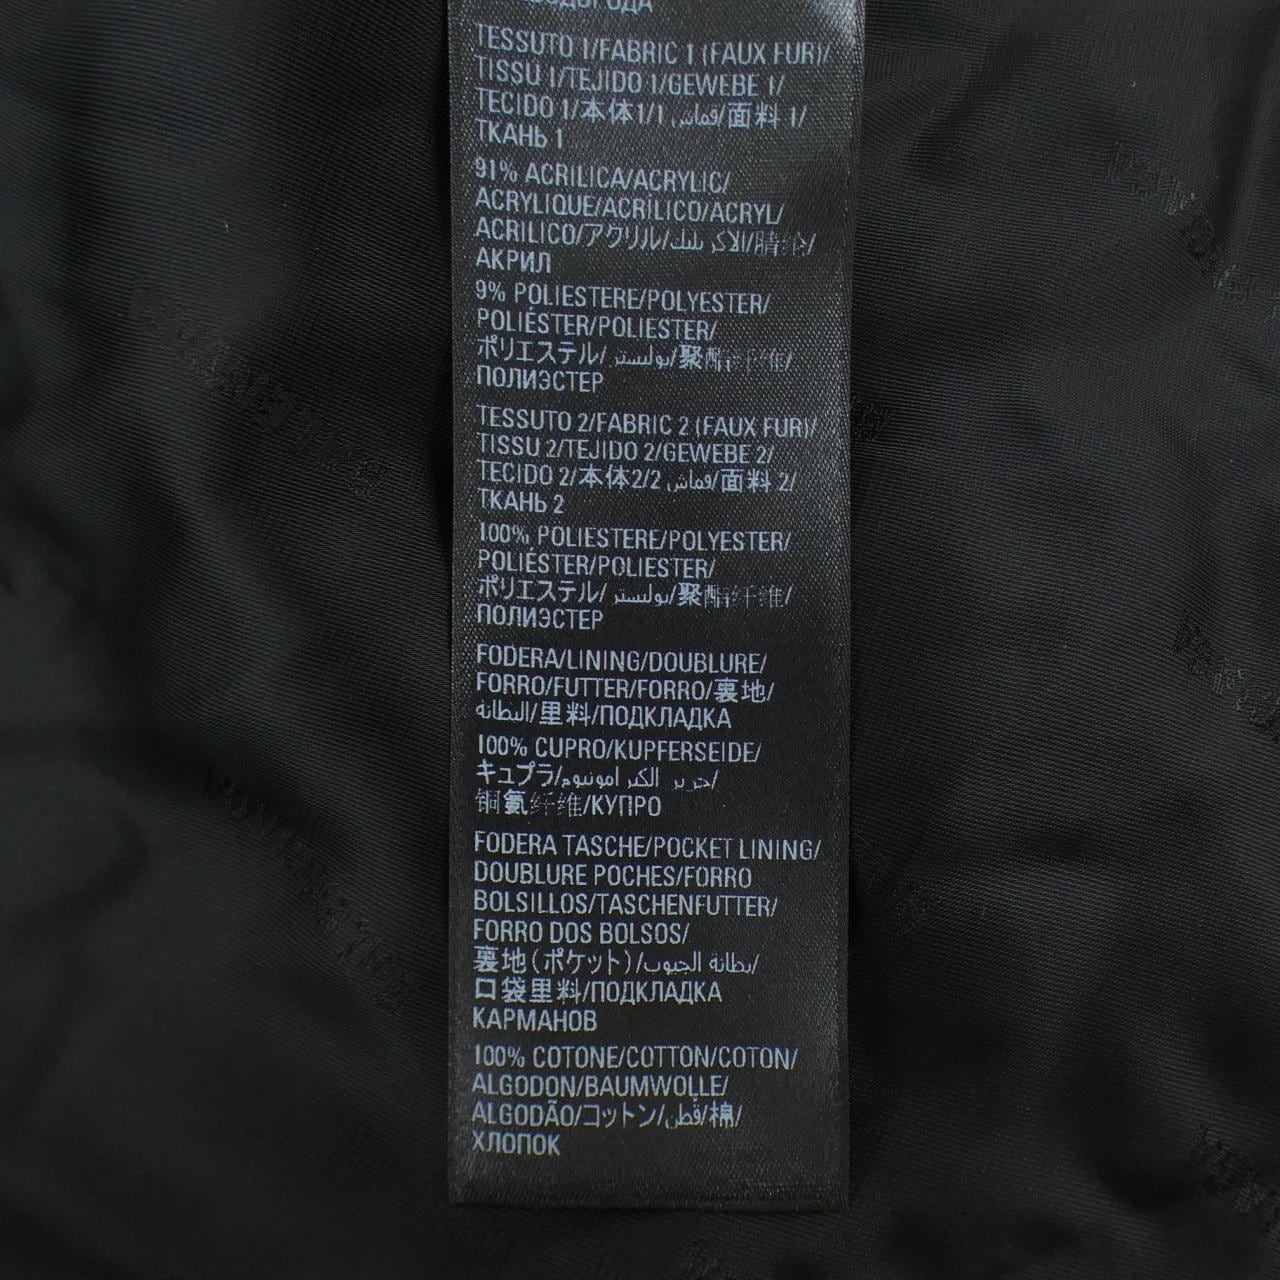 TESSUTO 1/FABRIC 1 (FAUX FUR)/
TISSU 1/TEJIDO 1/GEWEBE 1/
TECIDO 1/本体1/1 قماش/面料 1/
ТКАНЬ 1
91% ACRILICA/ACRYLIC/
ACRYLIQUE/ACRÍLICO/ACRYL/
ACRILICO/アクリル/الاكريليك/腈纶/
АКРИЛ
9% POLIESTERE/POLYESTER/
POLIÉSTER/POLIESTER/
ポリエステル/بوليستر/聚酯纤维/
ПОЛИЭСТЕР
TESSUTO 2/FABRIC 2 (FAUX FUR)/
TISSU 2/TEJIDO 2/GEWEBE 2/
TECIDO 2/本体2/2 قماش/面料 2/
ТКАНЬ 2
100% POLIESTERE/POLYESTER/
POLIÉSTER/POLIESTER/
ポリエステル/بوليستر/聚酯纤维/
ПОЛИЭСТЕР
FODERA/LINING/DOUBLURE/
FORRO/FUTTER/FORRO/裏地/
البطانة/里料/ПОДКЛАДКА
100% CUPRO/KUPFERSEIDE/
キュプラ/حرير الكبرامونيوم/
铜氨纤维/КУПРО
FODERA TASCHE/POCKET LINING/
DOUBLURE POCHES/FORRO
BOLSILLOS/TASCHENFUTTER/
FORRO DOS BOLSOS/
裏地(ポケット)/بطانة الجيوب/
口袋里料/ПОДКЛАДКА
КАРМАНОВ
100% COTONE/COTTON/COTON/
ALGODON/BAUMWOLLE/
ALGODÃO/コットン/قطن/棉/
ХЛОПОК